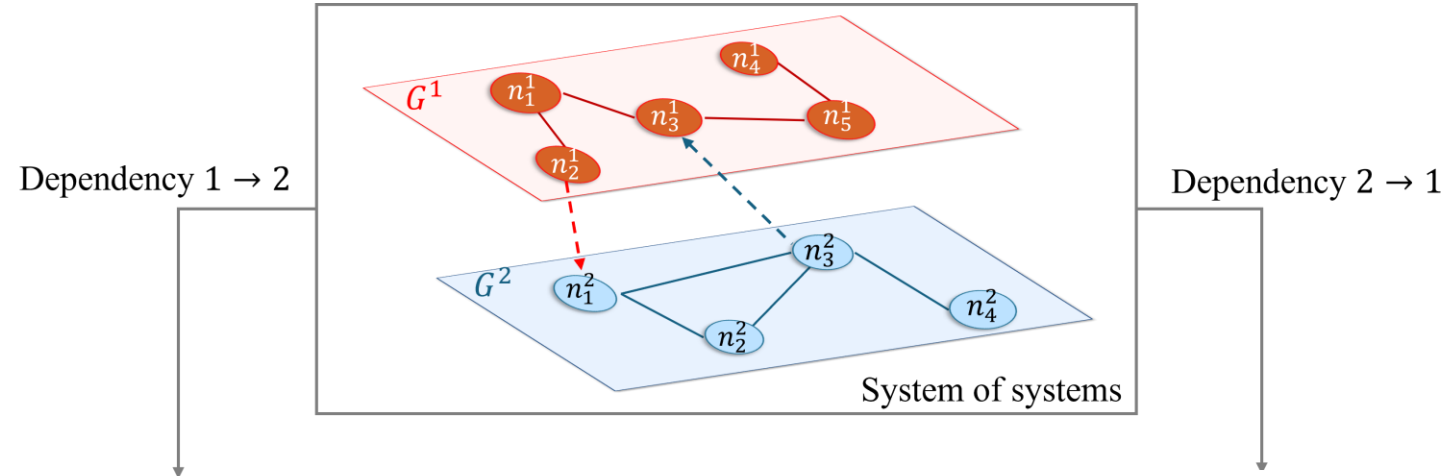 G^1
n_1^1
n_4^1
n_3^1
n_5^1
n_2^1
Dependency 1 → 2
Dependency 2 → 1
G^2
n_1^2
n_3^2
n_2^2
n_4^2
System of systems